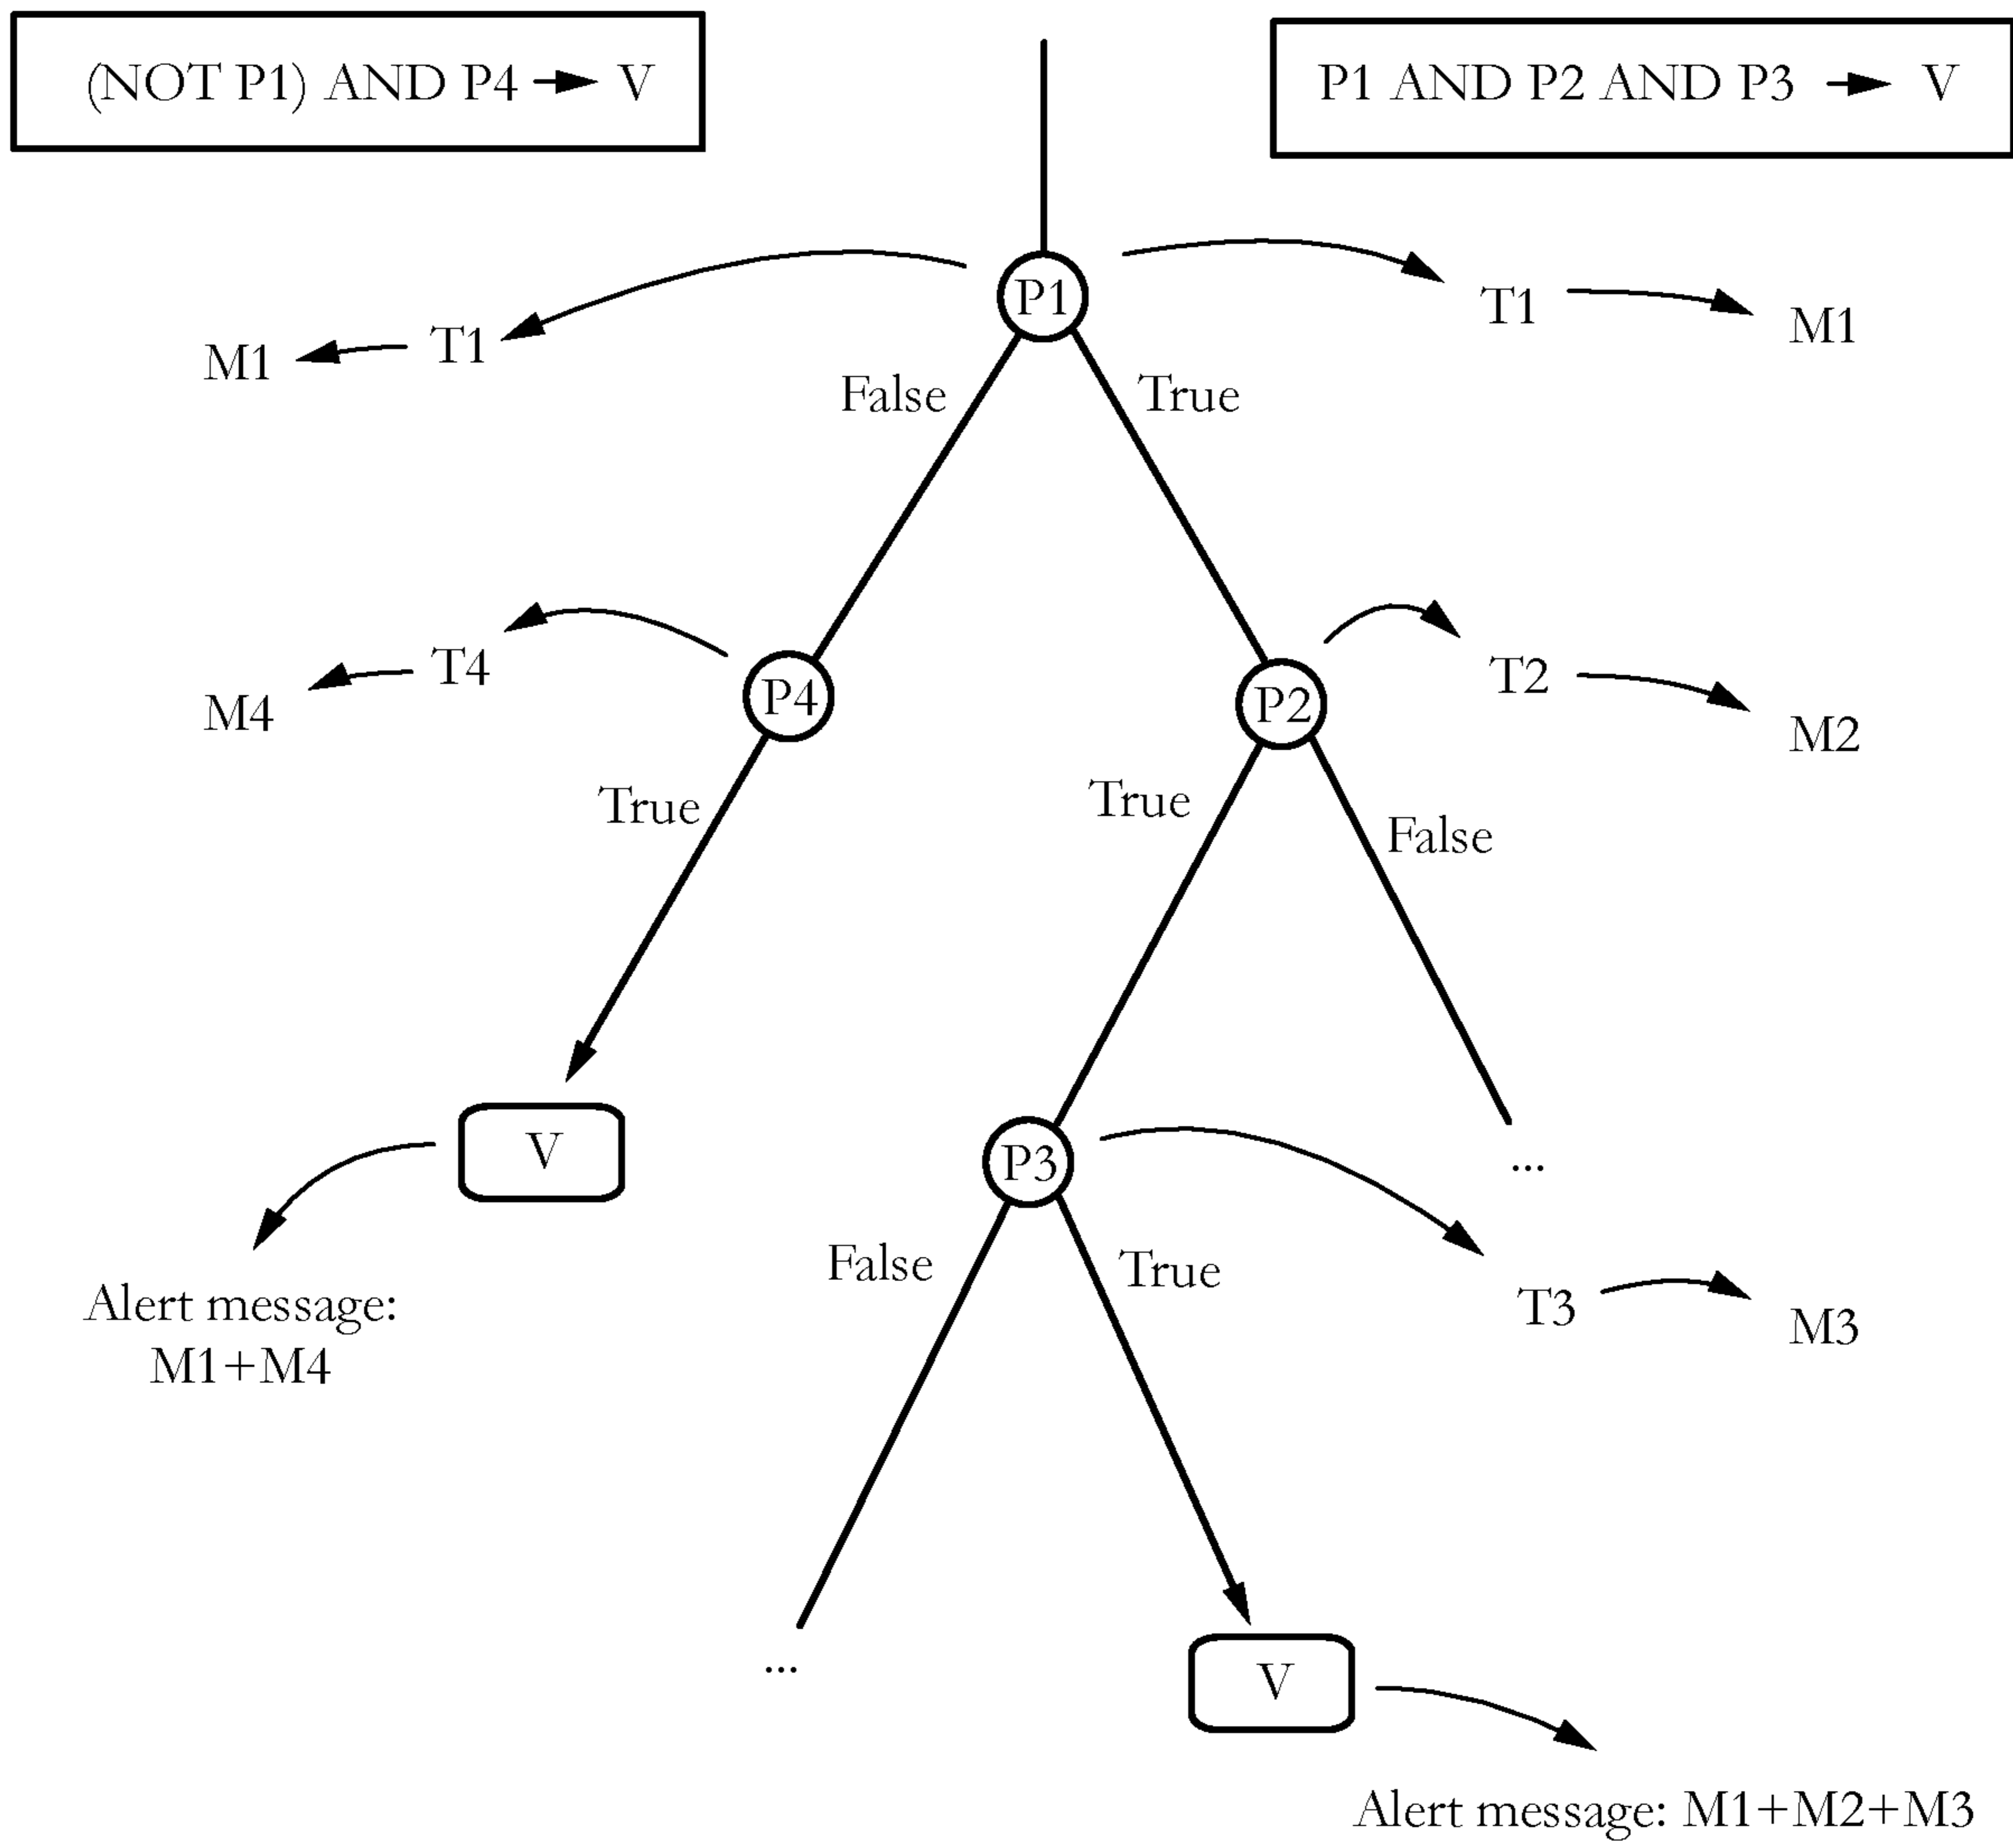 (NOT P1) AND P4 → V
P1 AND P2 AND P3 → V
P1
T1
M1
T1
M1
False
True
T4
M4
P4
P2
T2
M2
True
True
False
V
P3
...
Alert message:
M1+M4
False
True
T3
M3
...
V
Alert message: M1+M2+M3